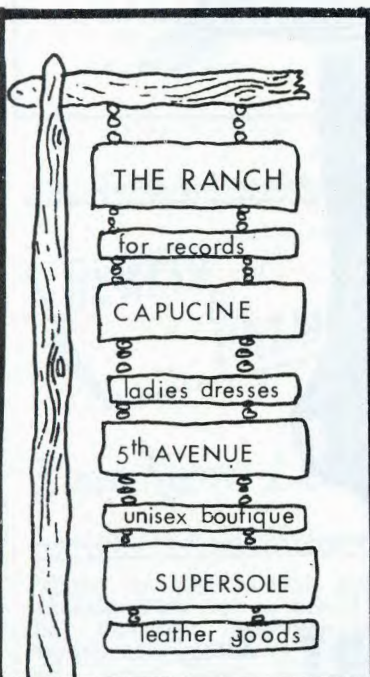 THE RANCH
for records
CAPUCINE
ladies dresses
5th AVENUE
unisex boutique
SUPERSOLE
leather goods